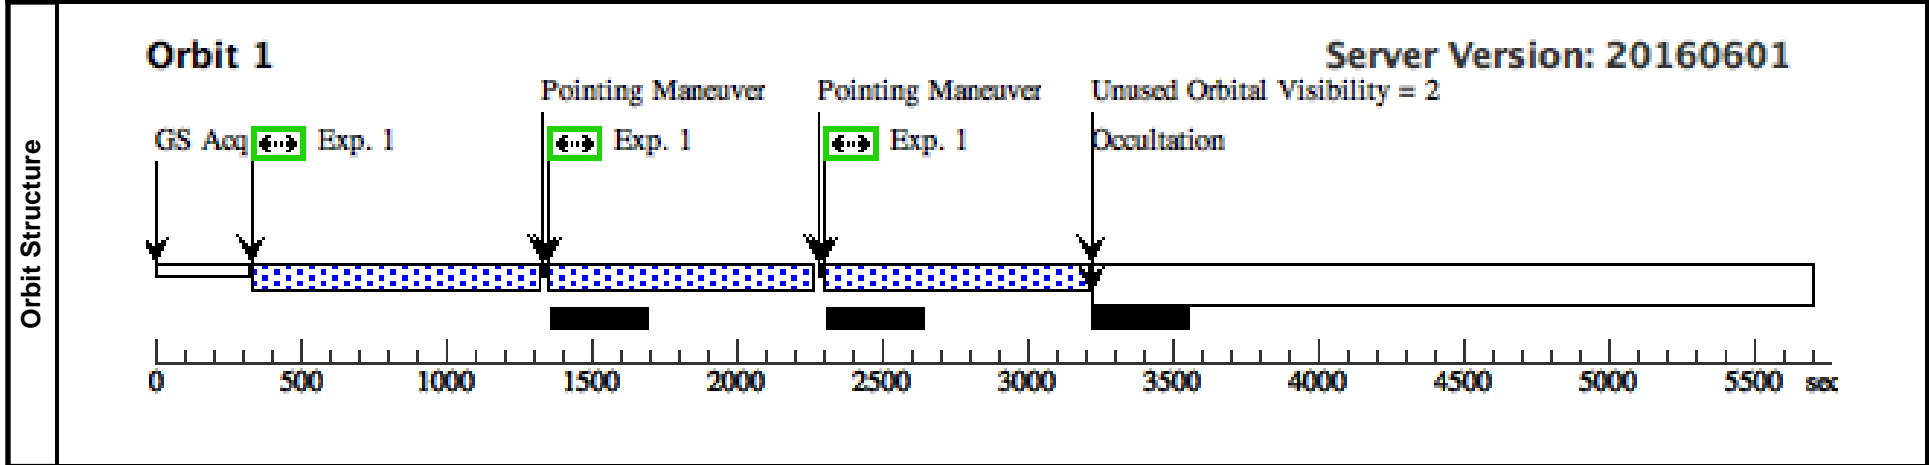 Orbit Structure
Orbit 1
Server Version: 20160601
Pointing Maneuver
Pointing Maneuver
Unused Orbital Visibility = 2
GS Acq
Exp. 1
Exp. 1
Exp. 1
Occultation
0 500 1000 1500 2000 2500 3000 3500 4000 4500 5000 5500 sec